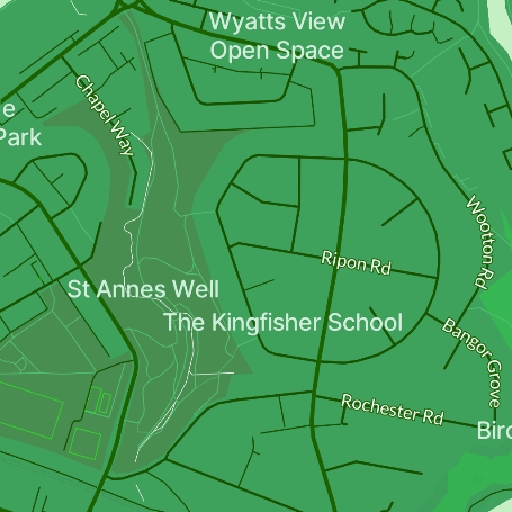 Wyatts View
Open Space
e
Park
Chapel Way
Wootton Rd
Ripon Rd
St Annes Well
The Kingfisher School
Bangor Grove
Rochester Rd
Birc